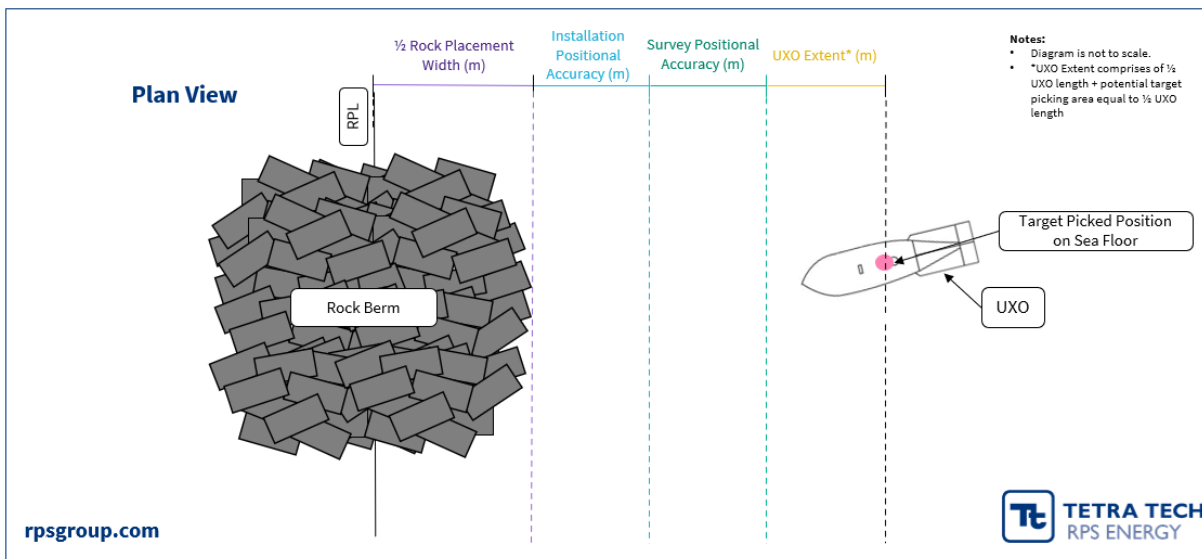 Plan View
½ Rock Placement
Width (m)
Installation
Positional
Accuracy (m)
Survey Positional
Accuracy (m)
UXO Extent* (m)
Notes:
• Diagram is not to scale.
• *UXO Extent comprises of ½
UXO length + potential target
picking area equal to ½ UXO
length
RPL
Target Picked Position
on Sea Floor
UXO
Rock Berm
rpsgroup.com
Tt
TETRA TECH
RPS ENERGY